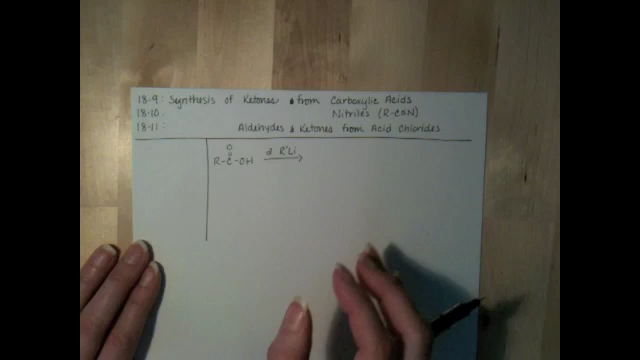 18-9: Synthesis of Ketones from Carboxylic Acids
18-10: Nitriles (R-C≡N)
18-11: Aldehydes & Ketones from Acid Chlorides
O
R-C-OH 2 R'Li